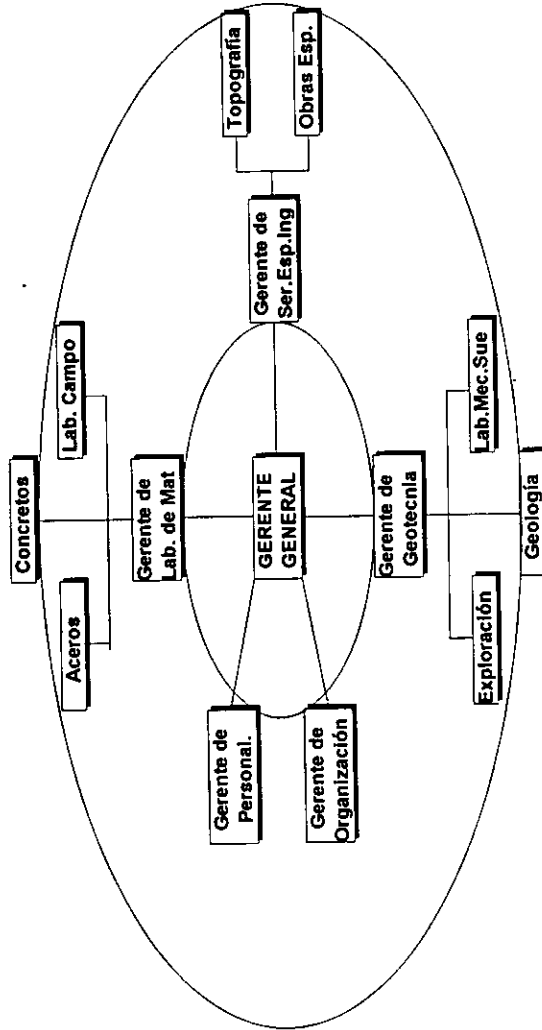 Concretos
Aceros
Lab. Campo
Gerente de
Lab. de Mat
Topografía
Gerente de
Personal.
GERENTE
GENERAL
Gerente de
Ser.Esp.Ing
Obras Esp.
Gerente de
Organización
Gerente de
Geotecnia
Exploración
Lab.Mec.Sue
Geología